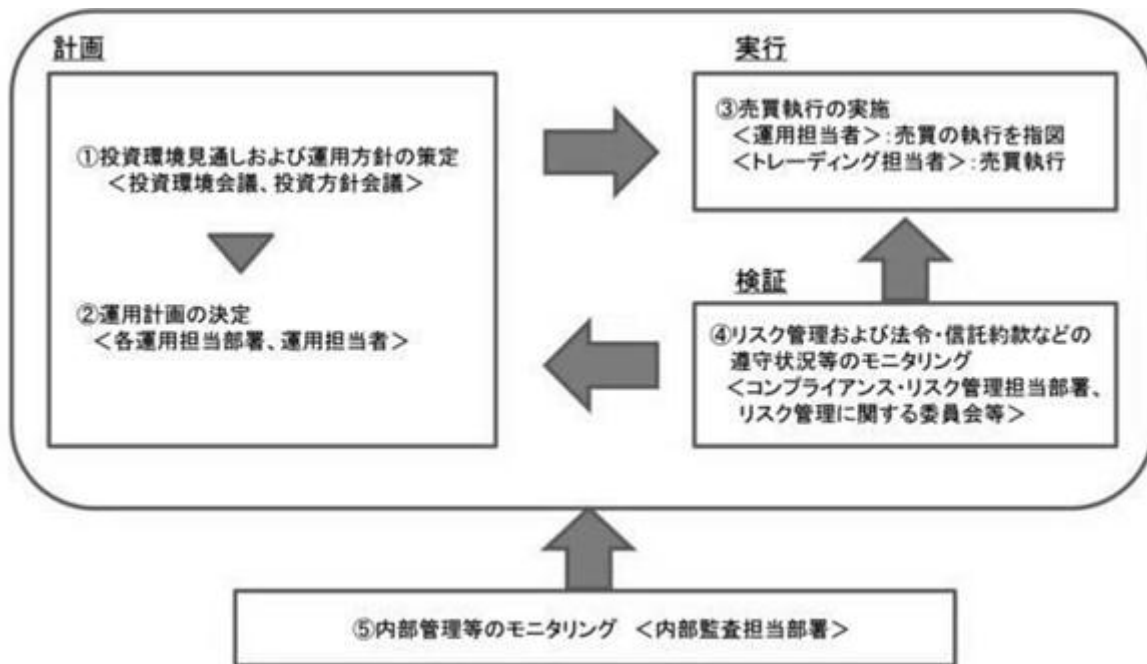 計画
①投資環境見通しおよび運用方針の策定
＜投資環境会議、投資方針会議＞
②運用計画の決定
＜各運用担当部署、運用担当者＞
実行
③売買執行の実施
＜運用担当者＞：売買の執行を指図
＜トレーディング担当者＞：売買執行
検証
④リスク管理および法令・信託約款などの
遵守状況等のモニタリング
＜コンプライアンス・リスク管理担当部署、
リスク管理に関する委員会等＞
⑤内部管理等のモニタリング ＜内部監査担当部署＞